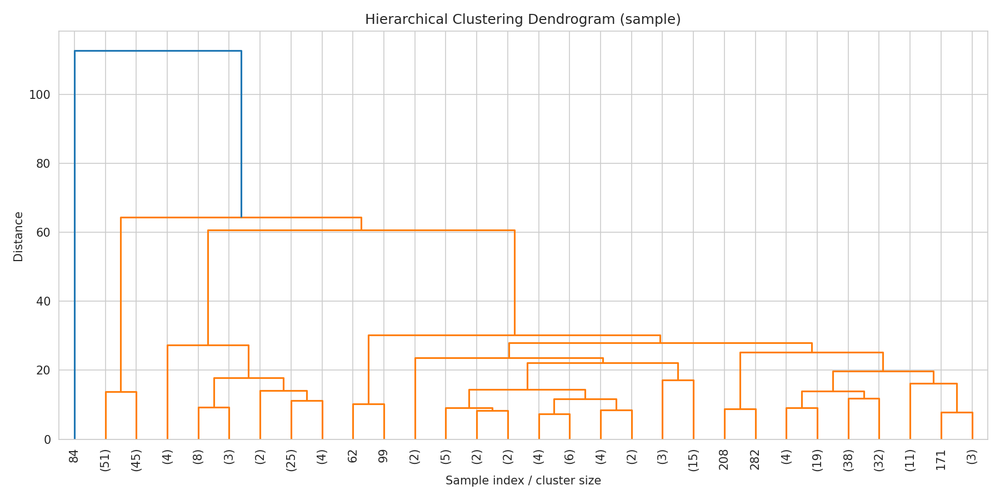 Hierarchical Clustering Dendrogram (sample)
100
80
60
40
20
0
Distance
84 (51) (45) (4) (8) (3) (2) (25) (4) 62 99 (2) (5) (2) (2) (4) (6) (4) (2) (3) (15) 208 282 (4) (19) (38) (32) (11) 171 (3)
Sample index / cluster size